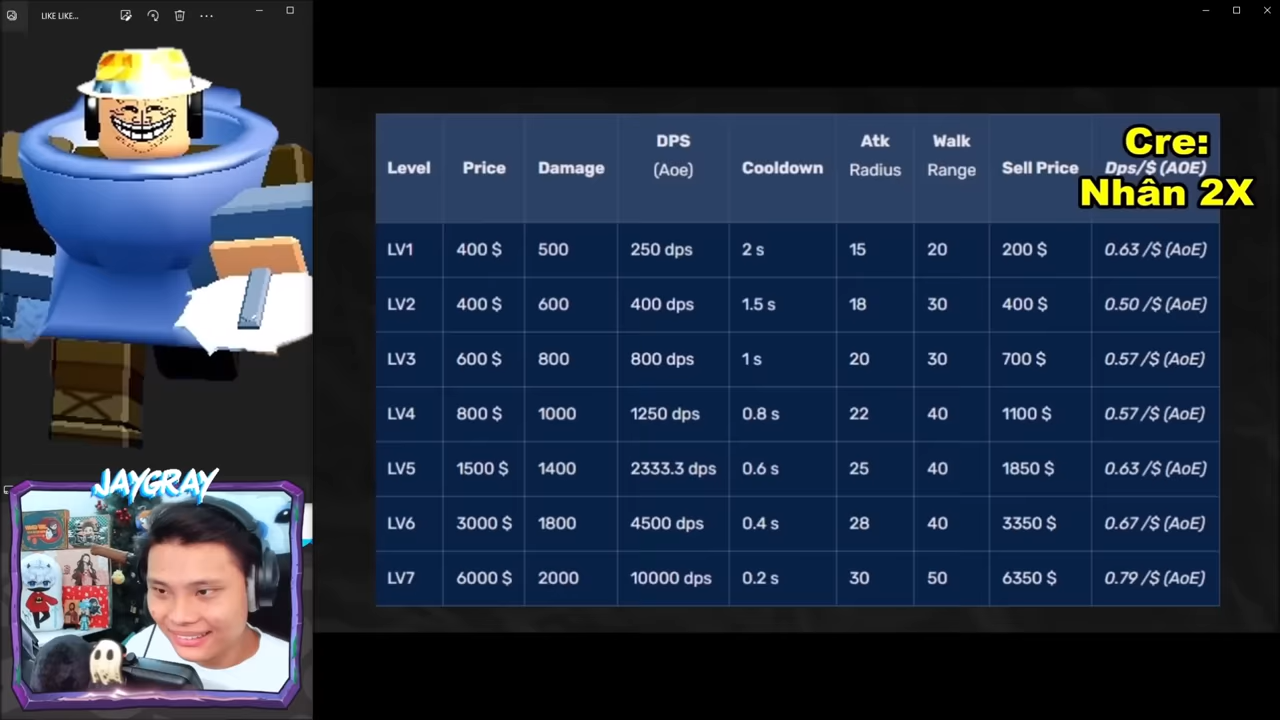 LIKE LIKE...
Cre:
Nhân 2X
Level Price Damage DPS (Aoe) Cooldown Atk Radius Walk Range Sell Price Dps/$ (AOE)
LV1 400 $ 500 250 dps 2 s 15 20 200 $ 0.63 /$ (AoE)
LV2 400 $ 600 400 dps 1.5 s 18 30 400 $ 0.50 /$ (AoE)
LV3 600 $ 800 800 dps 1 s 20 30 700 $ 0.57 /$ (AoE)
LV4 800 $ 1000 1250 dps 0.8 s 22 40 1100 $ 0.57 /$ (AoE)
LV5 1500 $ 1400 2333.3 dps 0.6 s 25 40 1850 $ 0.63 /$ (AoE)
LV6 3000 $ 1800 4500 dps 0.4 s 28 40 3350 $ 0.67 /$ (AoE)
LV7 6000 $ 2000 10000 dps 0.2 s 30 50 6350 $ 0.79 /$ (AoE)
JAYGRAY